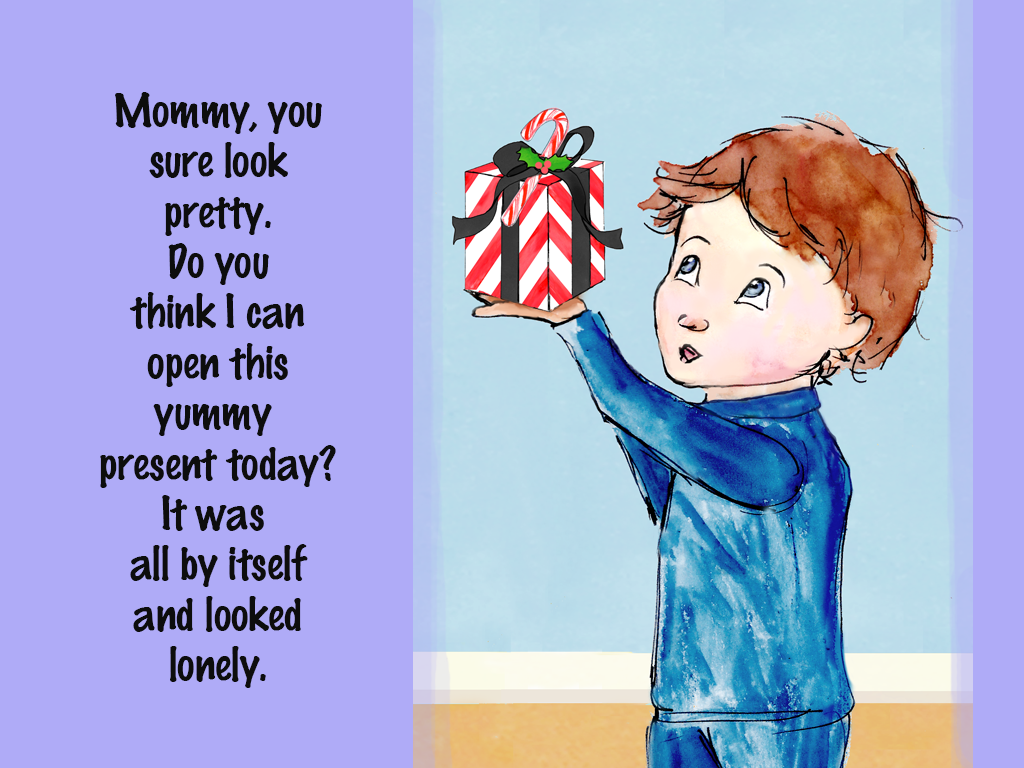 Mommy, you
sure look
pretty.
Do you
think I can
open this
yummy
present today?
It was
all by itself
and looked
lonely.